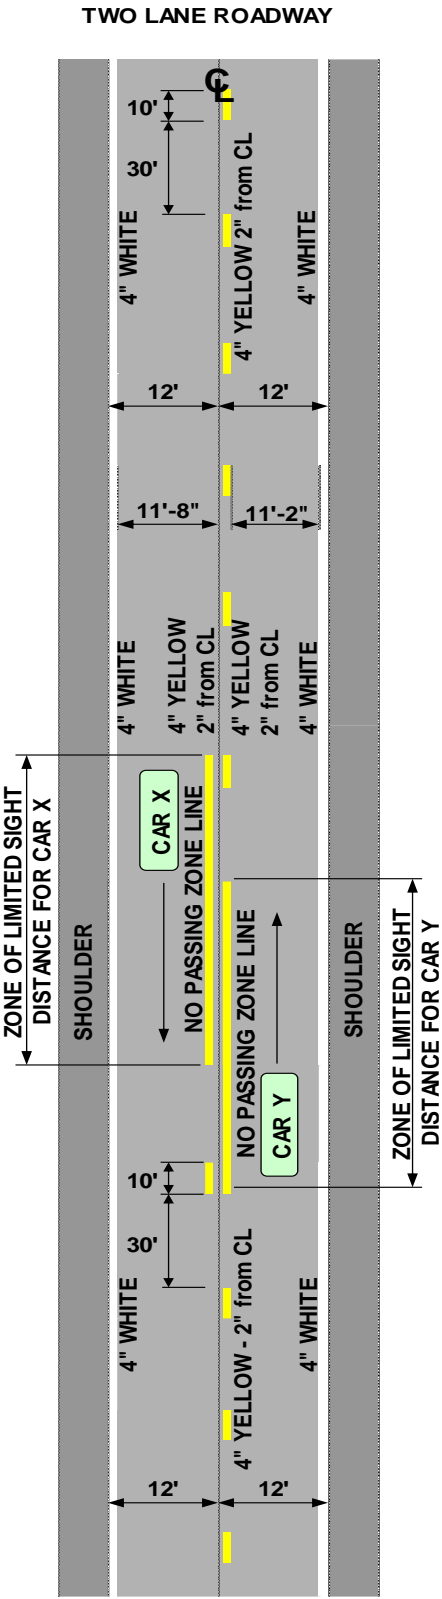 TWO LANE ROADWAY
CL
10'
30'
4" WHITE
4" YELLOW 2" from CL
4" WHITE
12'
12'
11'-8"
11'-2"
4" WHITE
4" YELLOW
2" from CL
4" YELLOW
2" from CL
4" WHITE
ZONE OF LIMITED SIGHT
DISTANCE FOR CAR X
SHOULDER
CAR X
NO PASSING ZONE LINE
NO PASSING ZONE LINE
CAR Y
SHOULDER
ZONE OF LIMITED SIGHT
DISTANCE FOR CAR Y
10'
30'
4" WHITE
4" YELLOW - 2" from CL
4" WHITE
12'
12'